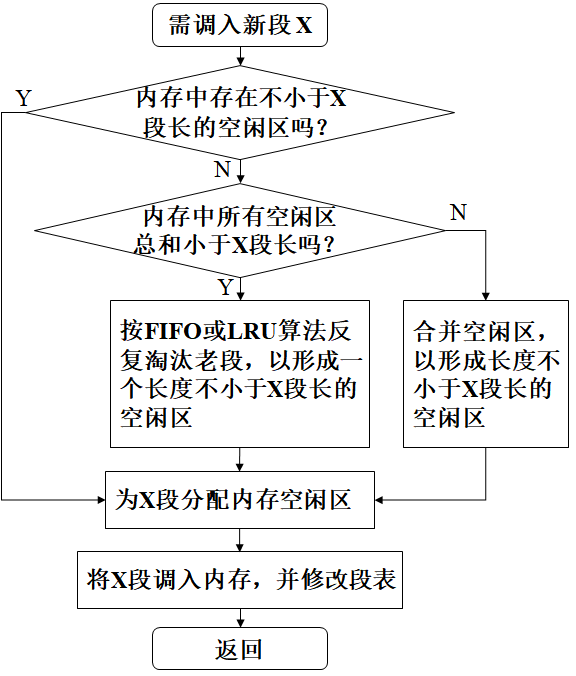 需调入新段 X
Y
内存中存在不小于X
段长的空闲区吗？
N
内存中所有空闲区
总和小于X段长吗？
N
Y
按FIFO或LRU算法反
复淘汰老段，以形成一
个长度不小于X段长的
空闲区
合并空闲区，
以形成长度不
小于X段长的
空闲区
为X段分配内存空闲区
将X段调入内存，并修改段表
返回